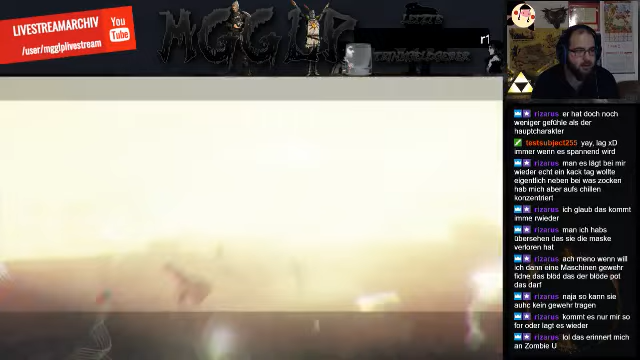 LIVESTREAMARCHIV
/user/mgglplivestream
You
Tube
MGGLP
LETZTE
r1
rizarus er hat doch noch
weniger gefühle als der
hauptcharakter
testsubject255 yay, lag xD
immer wenn es spannend wird
rizarus man es lägt bei mir
wieder echt ein kack tag wollte
eigentlich neben bei was zocken
hab mich aber aufs chillen
konzentriert
rizarus ich glaub das kommt
imme rwieder
rizarus man ich habs
übersehen das sie die maske
verloren hat
rizarus ach meno wenn will
ich dann eine Maschinen gewehr
fidne das blöd das der blöde pot
das darf
rizarus naja so kann sie
auhc kein gewehr tragen
rizarus kommt es nur mir so
for oder lagt es wieder
rizarus lol das erinnert mich
an Zombie U